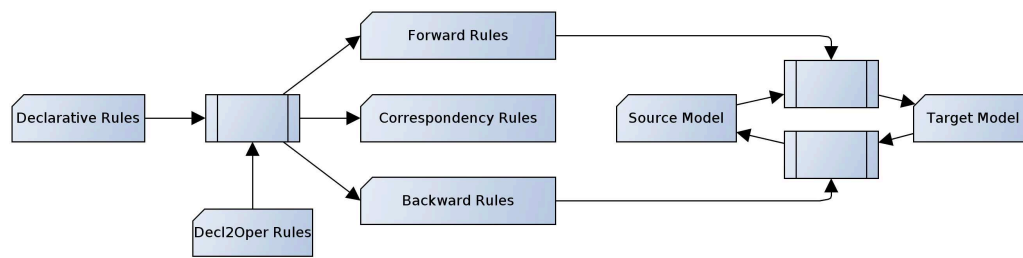 Forward Rules
Declarative Rules
Correspondency Rules
Source Model
Target Model
Backward Rules
Decl2Oper Rules